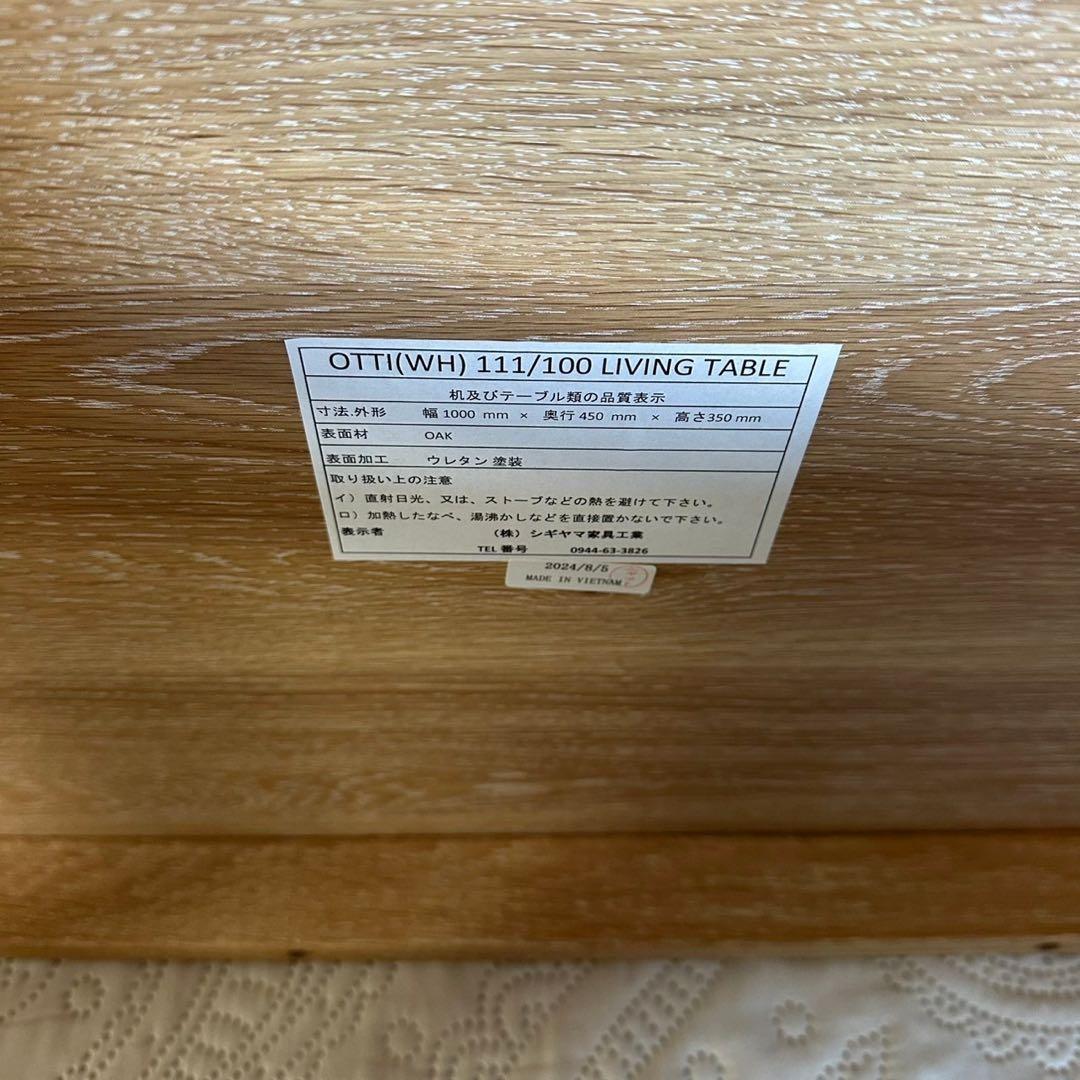 OTTI(WH) 111/100 LIVING TABLE
机及びテーブル類の品質表示
寸法.外形 幅 1000 mm × 奥行 450 mm × 高さ350 mm
表面材 OAK
表面加工 ウレタン 塗装
取り扱い上の注意
イ）直射日光、又は、ストーブなどの熱を避けて下さい。
ロ）加熱したなべ、湯沸かしなどを直接置かないで下さい。
表示者 （株）シギヤマ家具工業
TEL 番号 0944-63-3826
2024/8/5
MADE IN VIETNAM